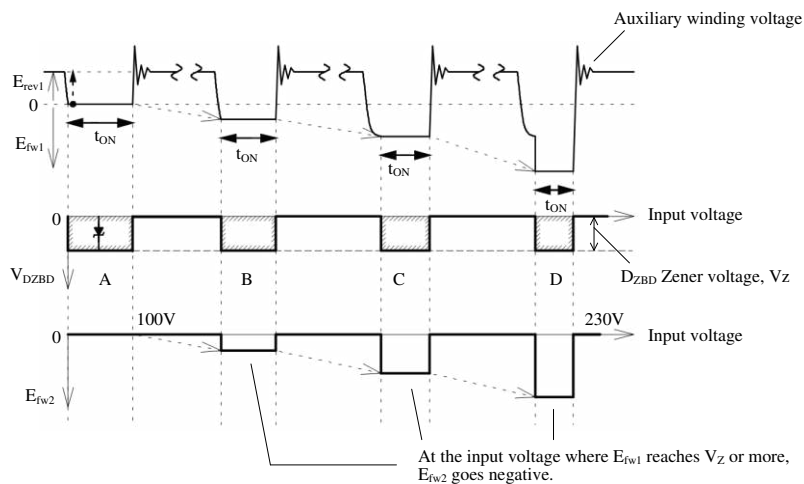 Auxiliary winding voltage
Erev1
0
Efw1
tON
tON
tON
tON
0
Input voltage
VDZBD
A
B
C
D
DZBD Zener voltage, Vz
0
100V
230V
Input voltage
Efw2
At the input voltage where Efw1 reaches VZ or more,
Efw2 goes negative.